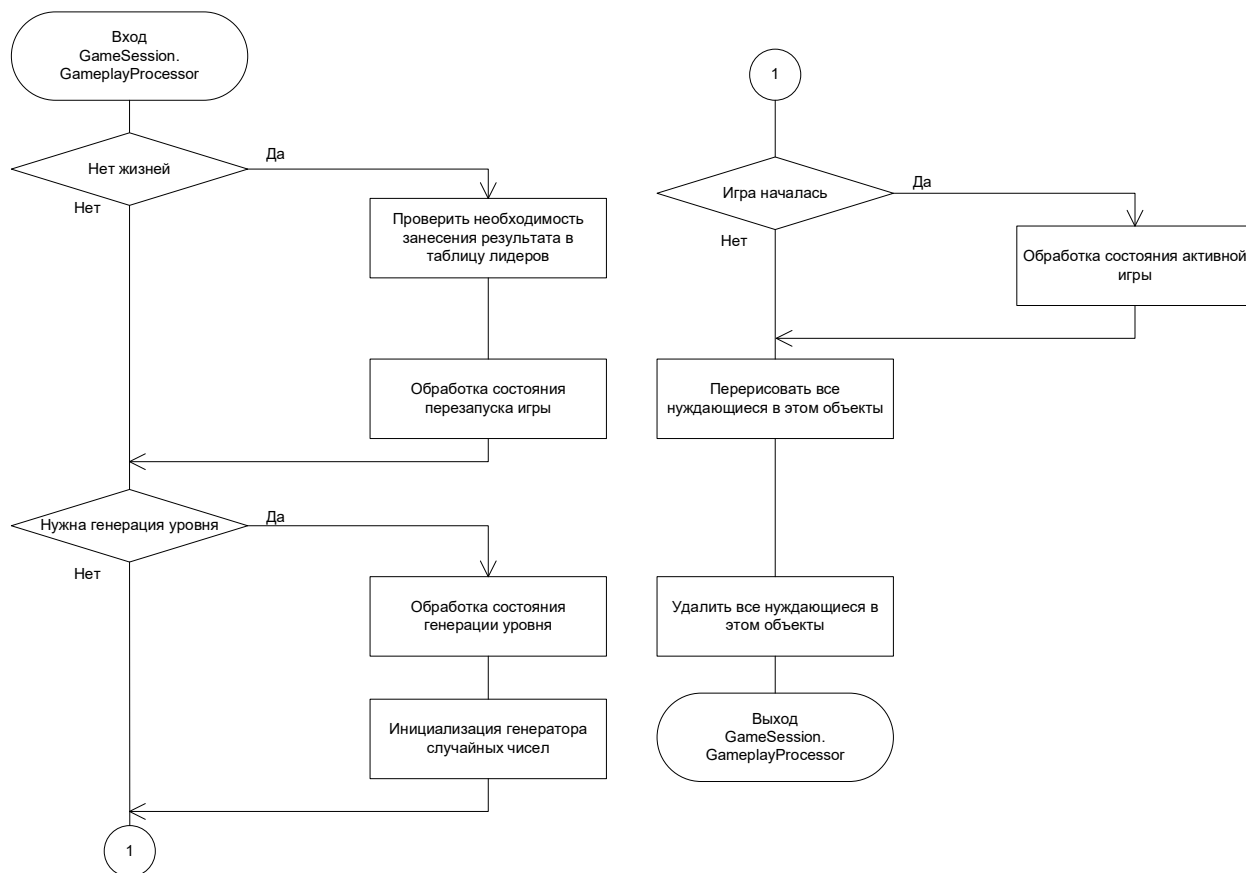 Вход
GameSession.
GameplayProcessor
Нет жизней
Да
Нет
Проверить необходимость
занесения результата в
таблицу лидеров
Обработка состояния
перезапуска игры
Нужна генерация уровня
Да
Нет
Обработка состояния
генерации уровня
Инициализация генератора
случайных чисел
1
1
Игра началась
Да
Нет
Обработка состояния активной
игры
Перерисовать все
нуждающиеся в этом объекты
Удалить все нуждающиеся в
этом объекты
Выход
GameSession.
GameplayProcessor